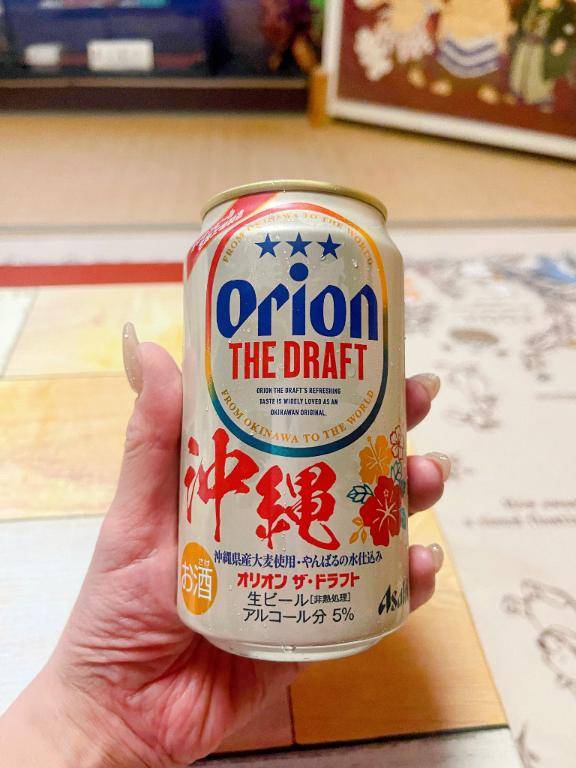 FROM OKINAWA TO THE WORLD
Orion
THE DRAFT
ORION THE DRAFT'S REFRESHING
TASTE IS WIDELY LOVED AS AN
OKINAWAN ORIGINAL.
FROM OKINAWA TO THE WORLD
沖縄
お酒
さけ
沖縄県産大麦使用・やんばるの水仕込み
オリオン ザ・ドラフト
生ビール[非熱処理]
アルコール分 5%